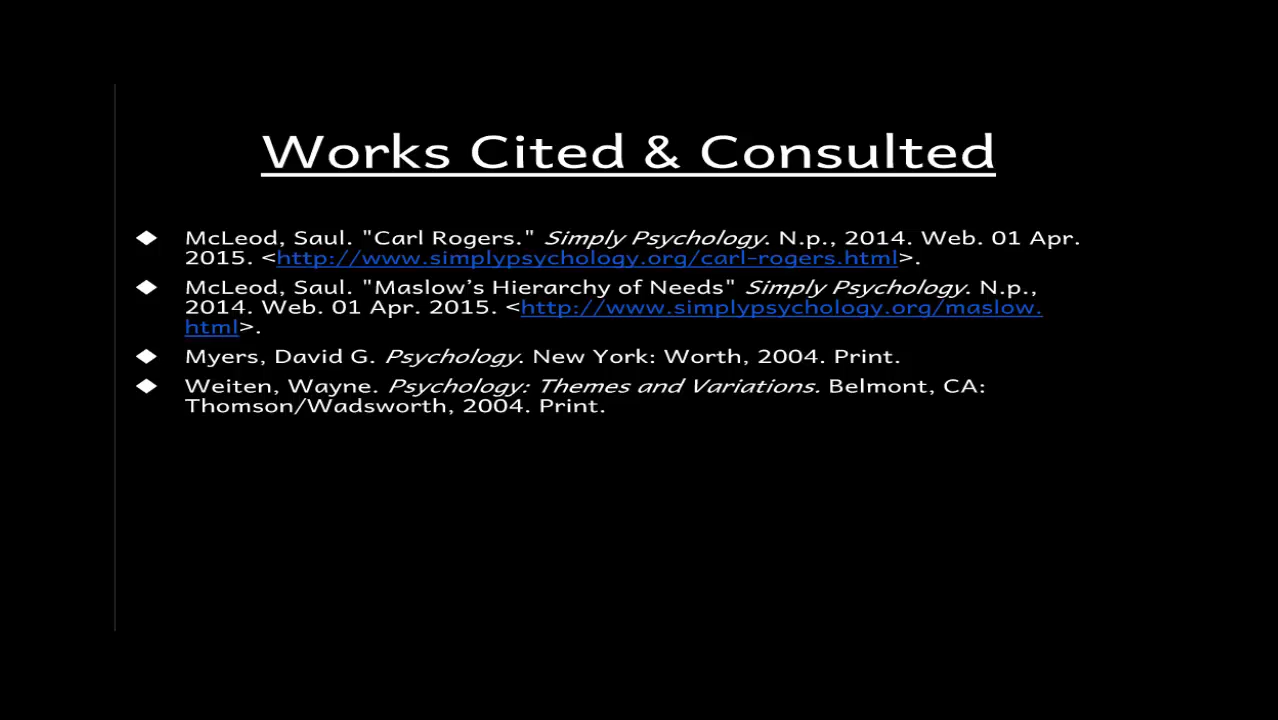 Works Cited & Consulted
McLeod, Saul. "Carl Rogers." Simply Psychology. N.p., 2014. Web. 01 Apr.
2015. <http://www.simplypsychology.org/carl-rogers.html>.
McLeod, Saul. "Maslow’s Hierarchy of Needs" Simply Psychology. N.p.,
2014. Web. 01 Apr. 2015. <http://www.simplypsychology.org/maslow.
html>.
Myers, David G. Psychology. New York: Worth, 2004. Print.
Weiten, Wayne. Psychology: Themes and Variations. Belmont, CA:
Thomson/Wadsworth, 2004. Print.